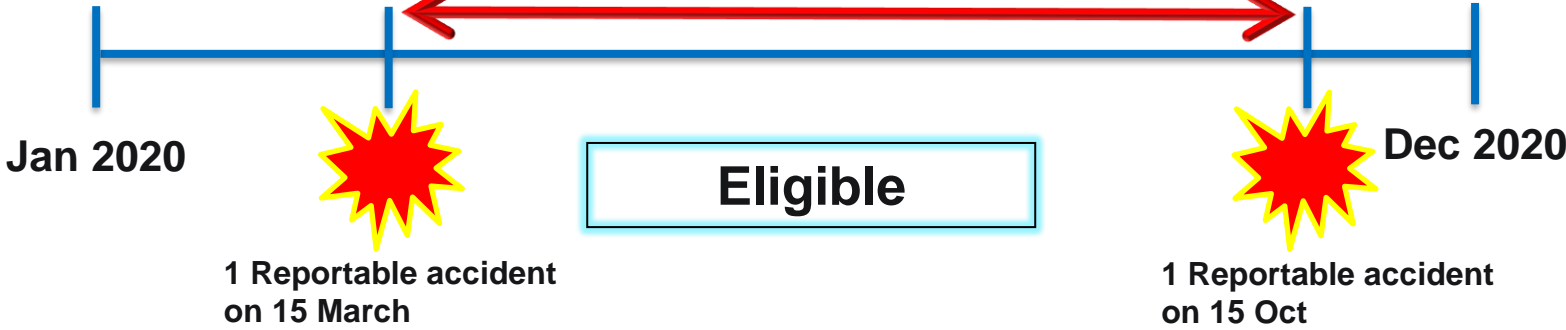 Jan 2020
Dec 2020
Eligible
1 Reportable accident
on 15 March
1 Reportable accident
on 15 Oct